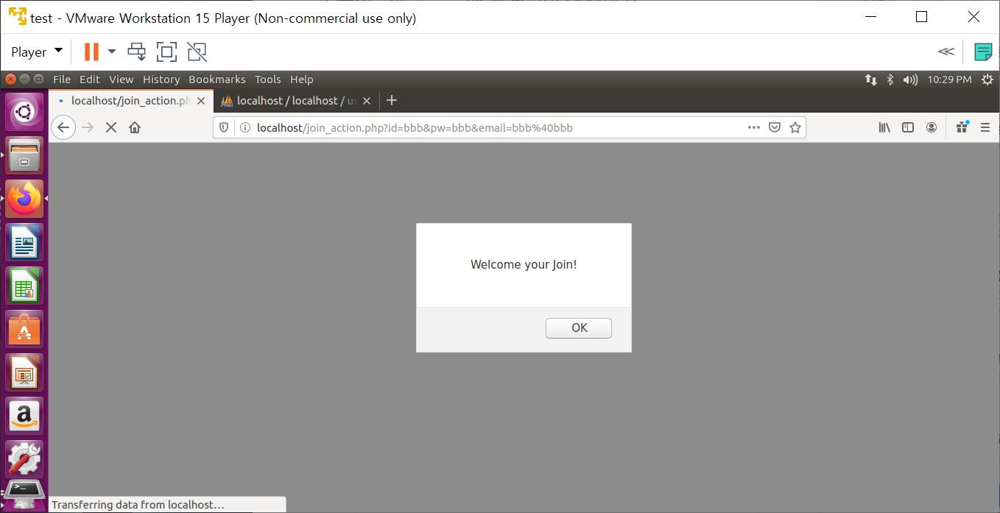 test - VMware Workstation 15 Player (Non-commercial use only)
Player
File Edit View History Bookmarks Tools Help
10:29 PM
localhost/join_action.ph
localhost / localhost / us
localhost/join_action.php?id=bbb&pw=bbb&email=bbb%40bbb
Welcome your Join!
OK
Transferring data from localhost…